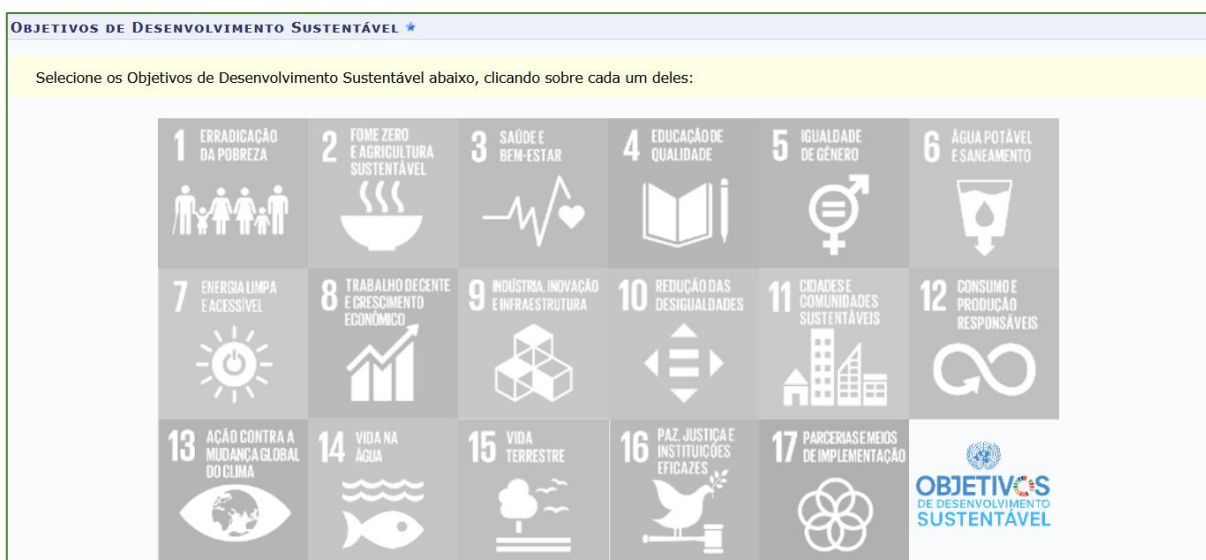 OBJETIVOS DE DESENVOLVIMENTO SUSTENTÁVEL
Selecione os Objetivos de Desenvolvimento Sustentável abaixo, clicando sobre cada um deles:
1 ERRADICAÇÃO
DA POBREZA
2 FOME ZERO
E AGRICULTURA
SUSTENTÁVEL
3 SAÚDE E
BEM-ESTAR
4 EDUCAÇÃO DE
QUALIDADE
5 IGUALDADE
DE GÊNERO
6 ÁGUA POTÁVEL
E SANEAMENTO
7 ENERGIA LIMPA
E ACESSÍVEL
8 TRABALHO DECENTE
E CRESCIMENTO
ECONÔMICO
9 INDÚSTRIA, INOVAÇÃO
E INFRAESTRUTURA
10 REDUÇÃO DAS
DESIGUALDADES
11 CIDADES E
COMUNIDADES
SUSTENTÁVEIS
12 CONSUMO E
PRODUÇÃO
RESPONSÁVEIS
13 AÇÃO CONTRA A
MUDANÇA GLOBAL
DO CLIMA
14 VIDA NA
ÁGUA
15 VIDA
TERRESTRE
16 PAZ, JUSTIÇA E
INSTITUIÇÕES
EFICAZES
17 PARCERIAS E MEIOS
DE IMPLEMENTAÇÃO
OBJETIVOS
DE DESENVOLVIMENTO
SUSTENTÁVEL